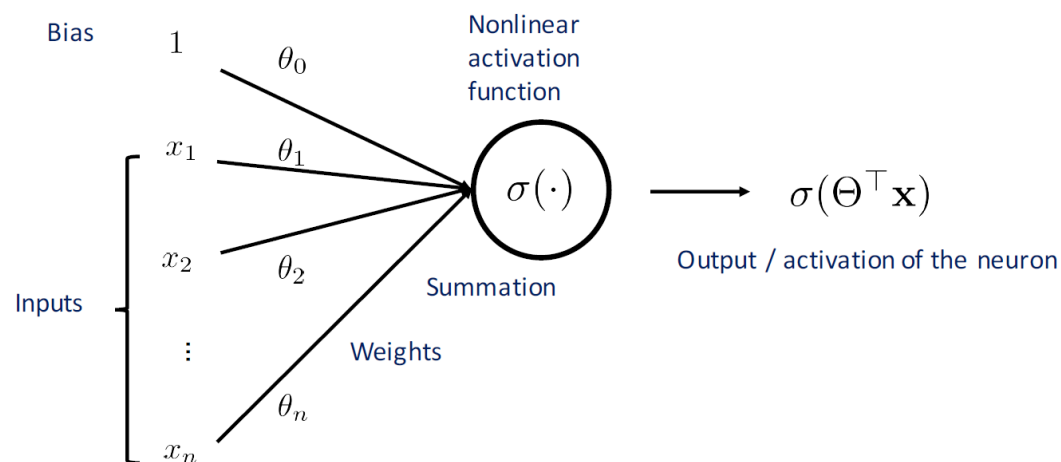 Bias
1
θ₀
Nonlinear
activation
function
x₁
θ₁
σ(·)
σ(Θ⊤x)
x₂
θ₂
Output / activation of the neuron
Summation
Inputs
⋮
Weights
θₙ
xₙ